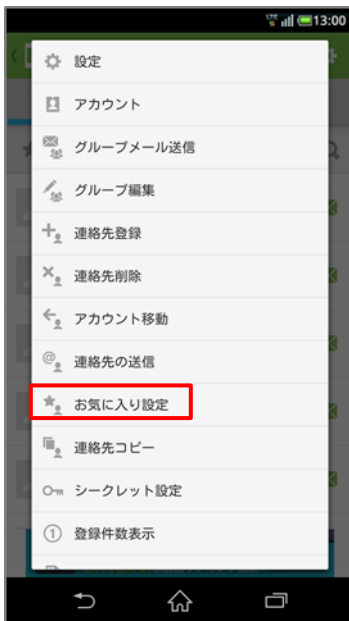 LTE 13:00
設定
アカウント
グループメール送信
グループ編集
連絡先登録
連絡先削除
アカウント移動
連絡先の送信
お気に入り設定
連絡先コピー
シークレット設定
1 登録件数表示